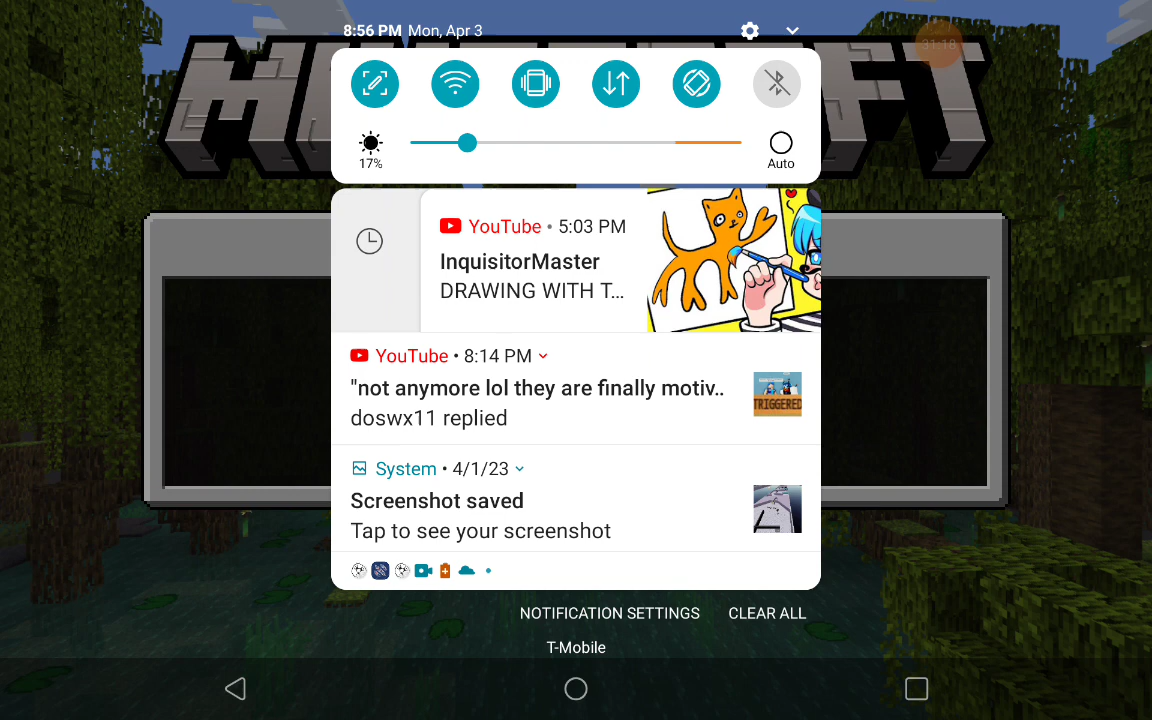 8:56 PM Mon, Apr 3
31:18
17%
Auto
YouTube • 5:03 PM
InquisitorMaster
DRAWING WITH T...
YouTube • 8:14 PM
"not anymore lol they are finally motiv..
doswx11 replied
TRIGGERED
System • 4/1/23
Screenshot saved
Tap to see your screenshot
NOTIFICATION SETTINGS CLEAR ALL
T-Mobile